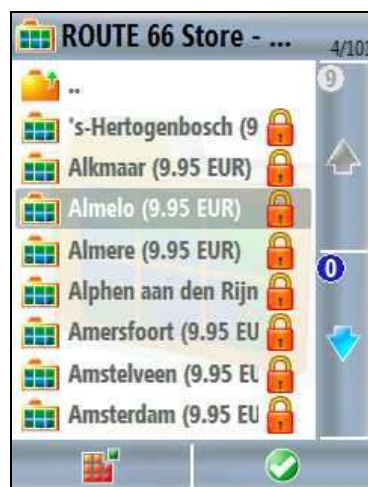 ROUTE 66 Store - ...
4/101
9
..
's-Hertogenbosch (9
Alkmaar (9.95 EUR)
Almelo (9.95 EUR)
Almere (9.95 EUR)
0
Alphen aan den Rijn
Amersfoort (9.95 EU
Amstelveen (9.95 EU
Amsterdam (9.95 EU